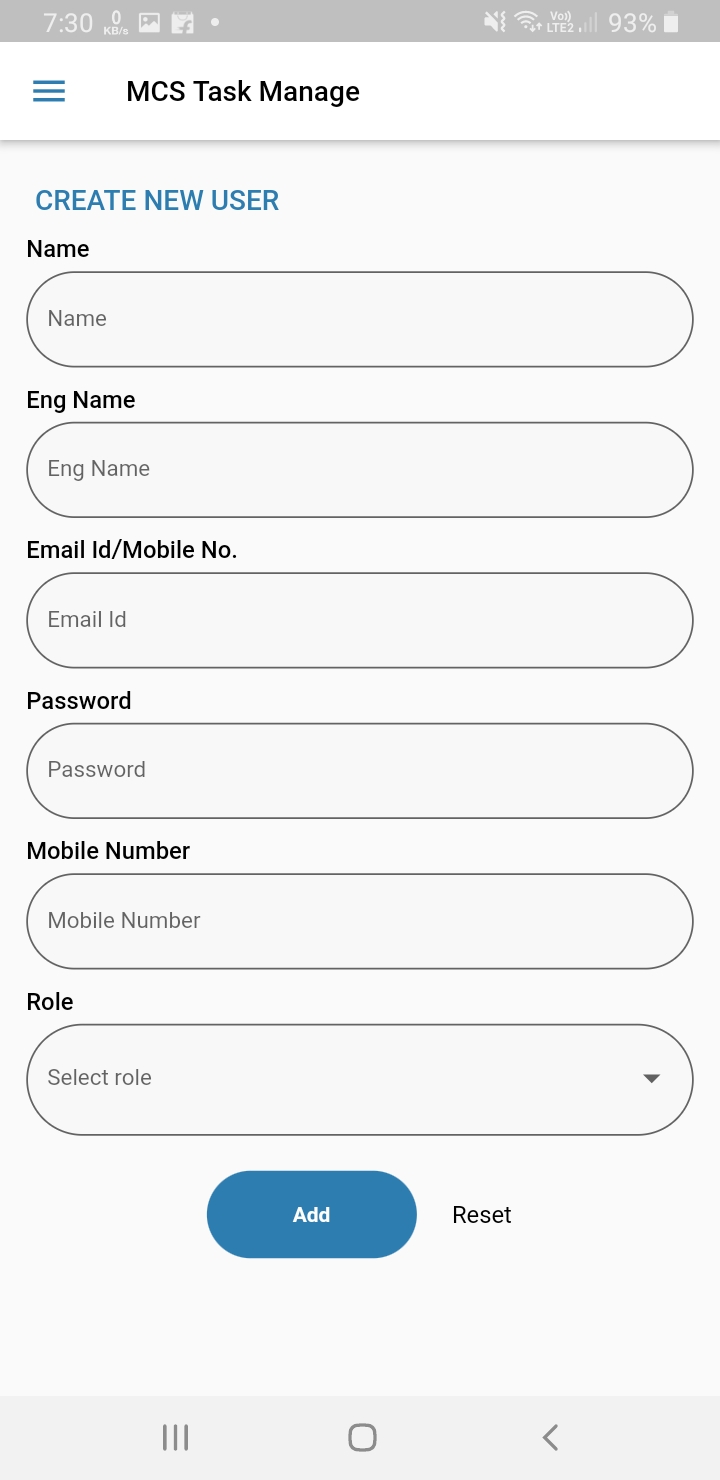 7:30 0 KB/s Vo) LTE2 93%
MCS Task Manage
CREATE NEW USER
Name
Name
Eng Name
Eng Name
Email Id/Mobile No.
Email Id
Password
Password
Mobile Number
Mobile Number
Role
Select role
Add Reset